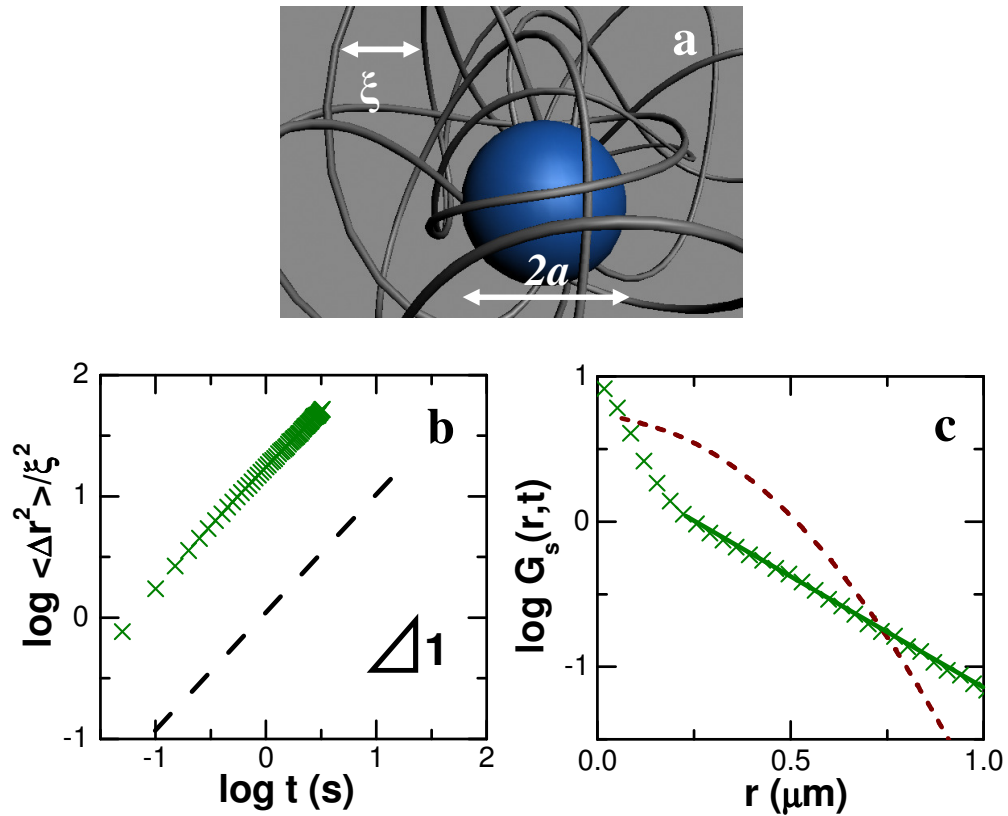 a
ξ
2a
b
log <Δr²>/ξ²
2
1
0
-1
1
-1
0
1
2
log t (s)
c
log Gₛ(r,t)
1
0
-1
0.0
0.5
1.0
r (μm)